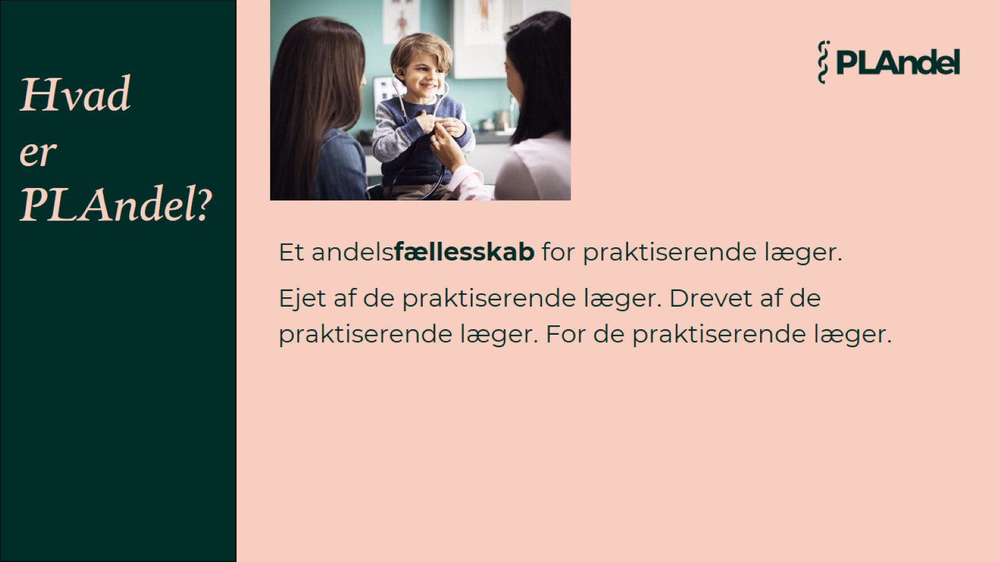 Hvad
er
PLAndel?
PLAndel
Et andelsfællesskab for praktiserende læger.
Ejet af de praktiserende læger. Drevet af de
praktiserende læger. For de praktiserende læger.